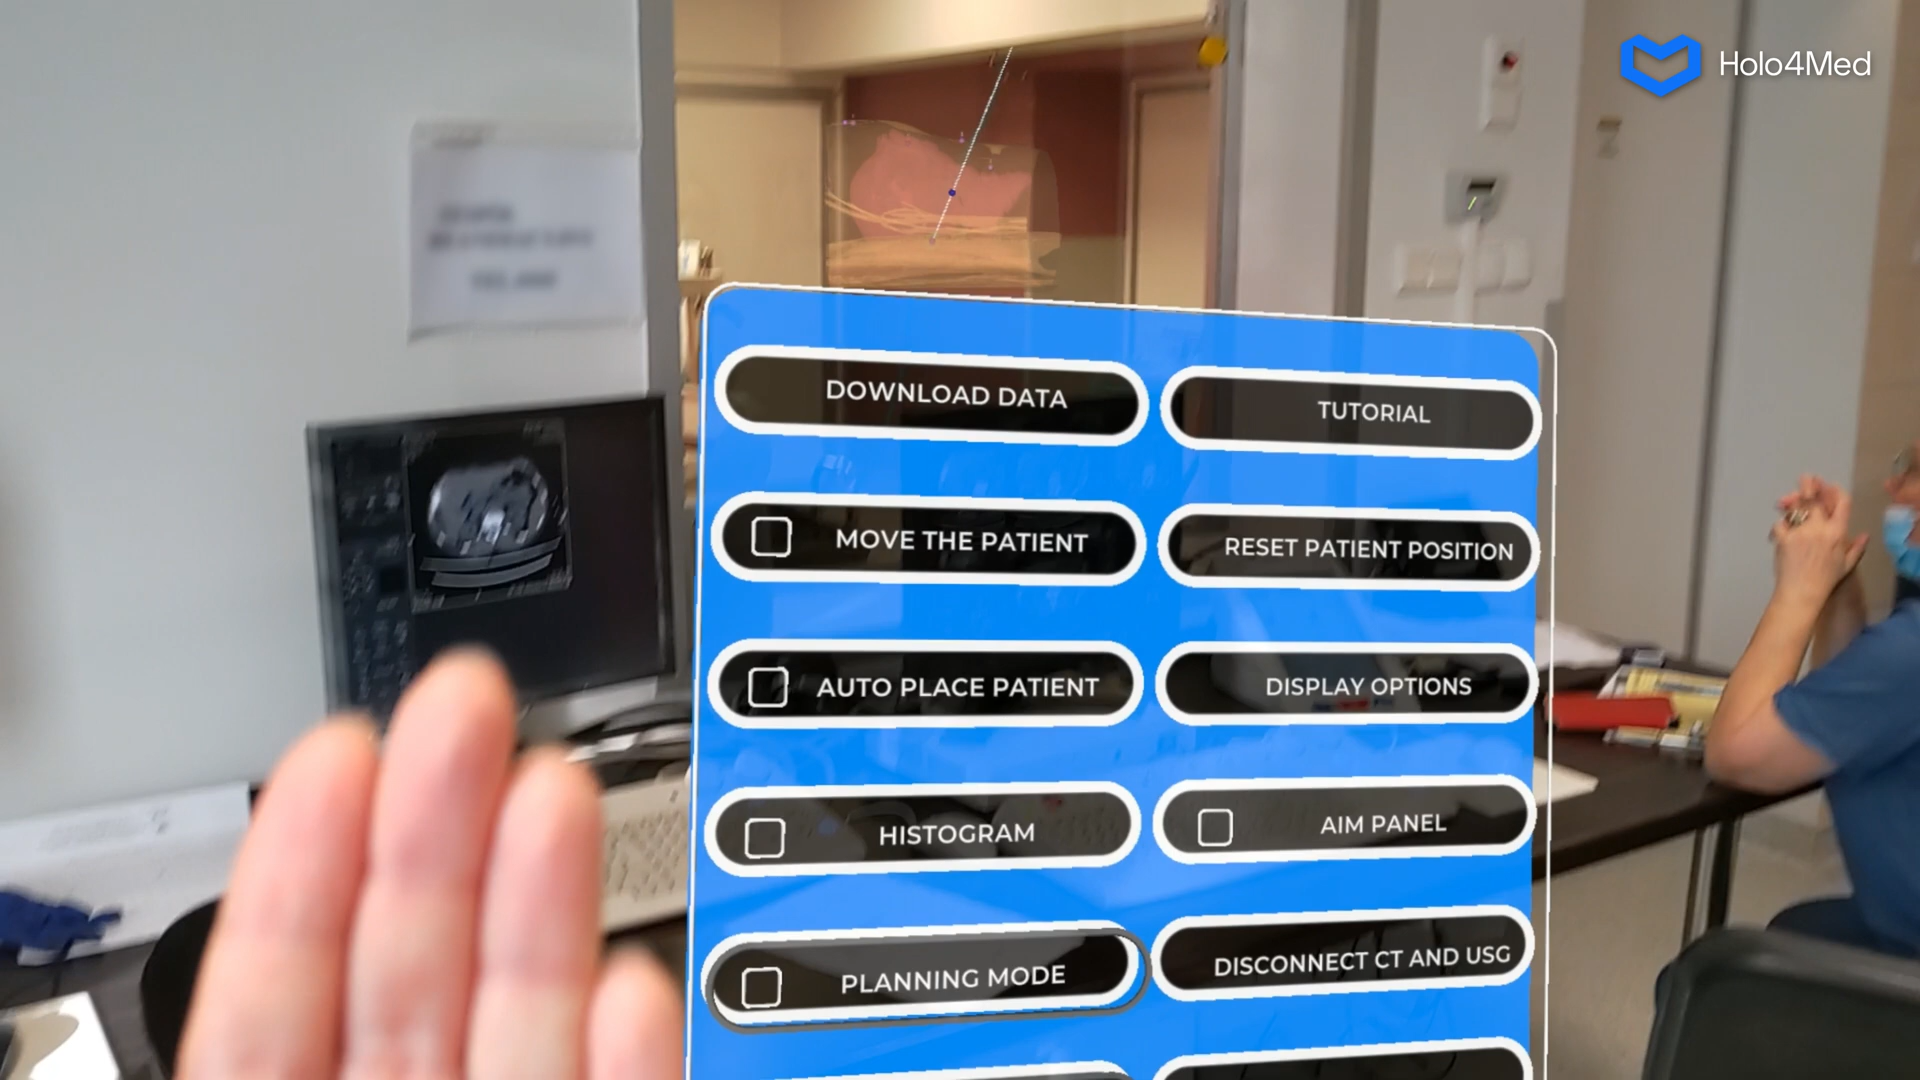 Holo4Med
DOWNLOAD DATA
TUTORIAL
MOVE THE PATIENT
RESET PATIENT POSITION
AUTO PLACE PATIENT
DISPLAY OPTIONS
HISTOGRAM
AIM PANEL
PLANNING MODE
DISCONNECT CT AND USG